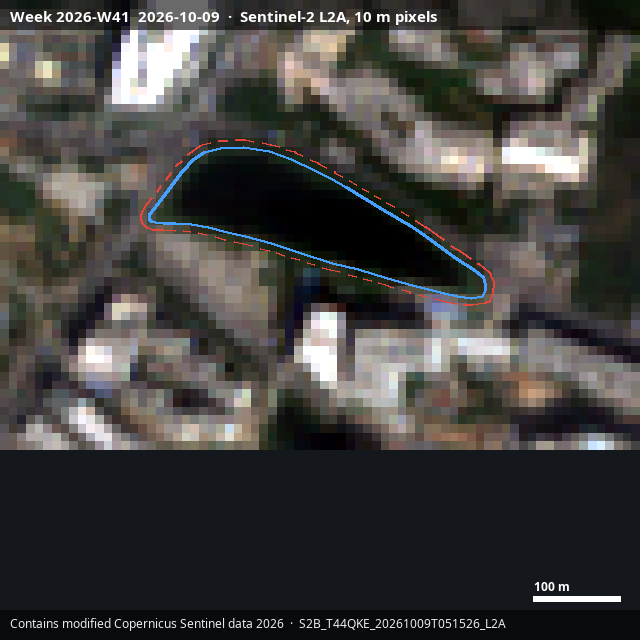 Week 2026-W41  2026-10-09  ·  Sentinel-2 L2A, 10 m pixels
100 m
Contains modified Copernicus Sentinel data 2026  ·  S2B_T44QKE_20261009T051526_L2A